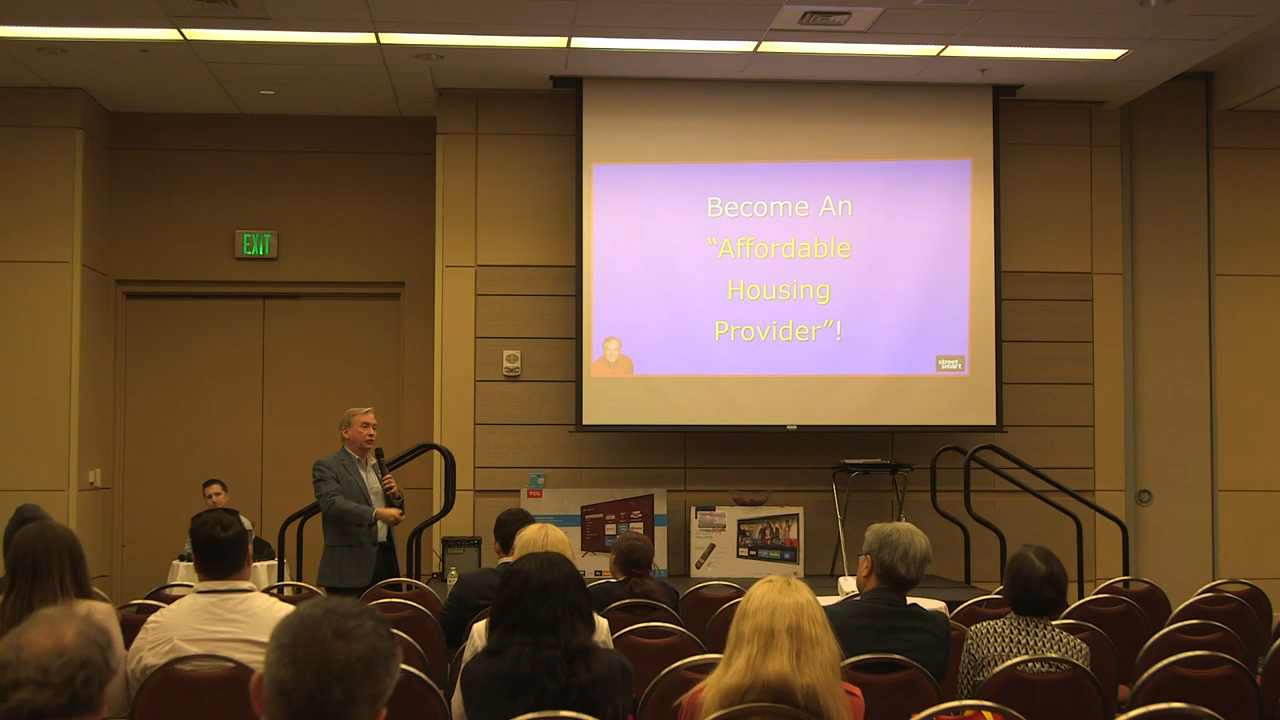 Become An
“Affordable
Housing
Provider”!
street
smart
EXIT
TCL